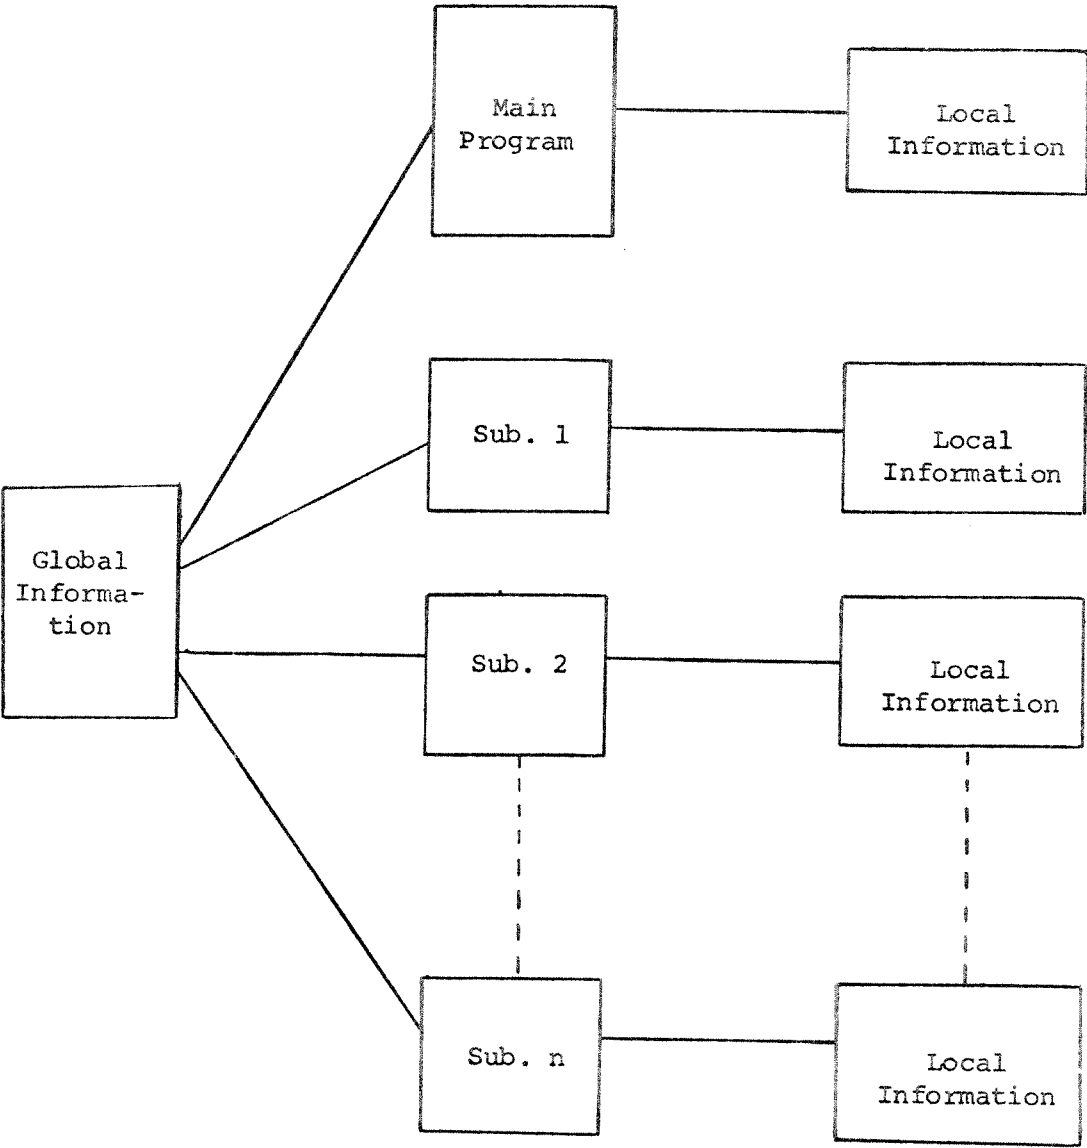 Main
Program
Local
Information
Sub. 1
Local
Information
Global
Informa-
tion
Sub. 2
Local
Information
Sub. n
Local
Information